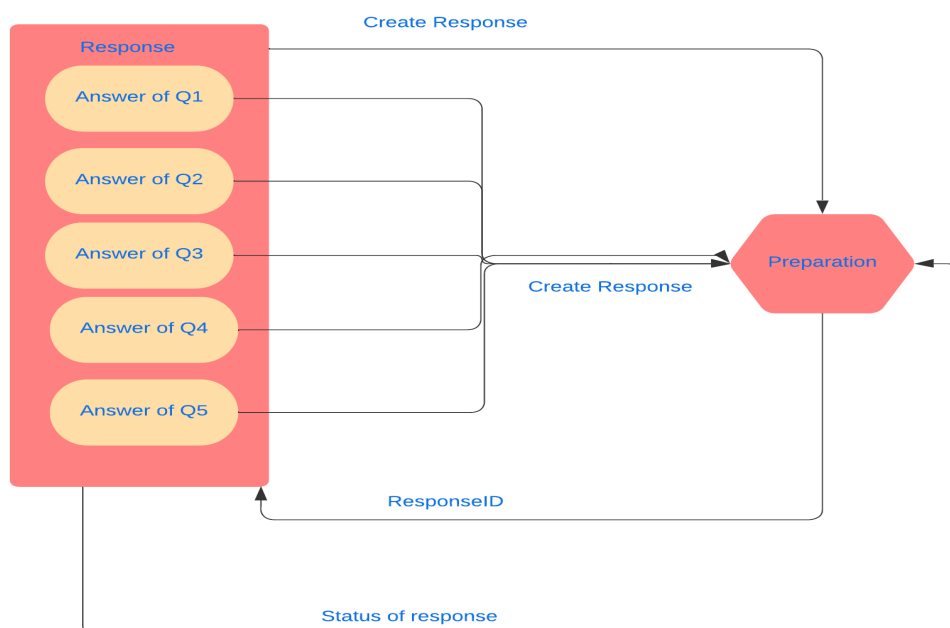 Create Response
Response
Answer of Q1
Answer of Q2
Answer of Q3
Preparation
Create Response
Answer of Q4
Answer of Q5
ResponseID
Status of response